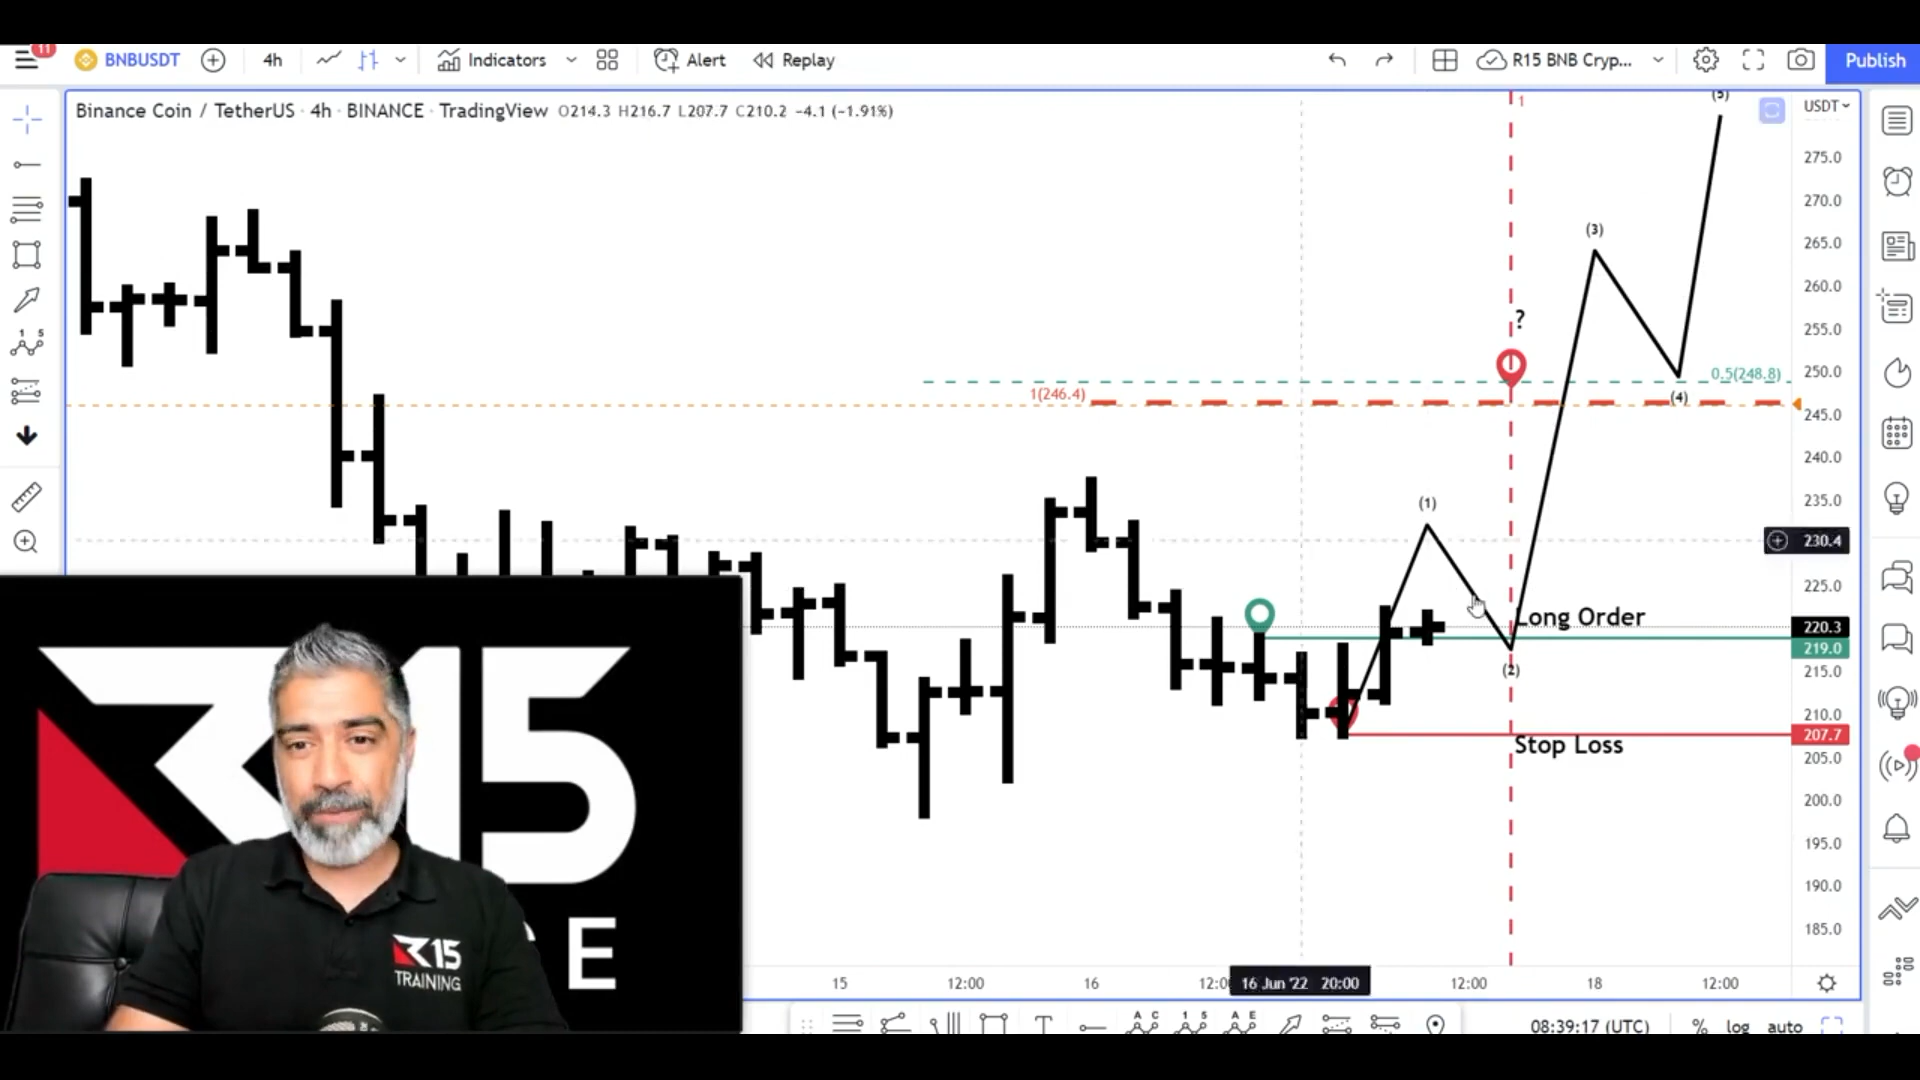 11
BNBUSDT 4h Indicators Alert Replay R15 BNB Cryp... Publish
Binance Coin / TetherUS · 4h · BINANCE · TradingView O214.3 H216.7 L207.7 C210.2 −4.1 (−1.91%)
1
(5)
USDT
275.0
270.0
(3)
265.0
260.0
?
255.0
250.0
0.5(248.8)
1(246.4)
(4)
245.0
240.0
235.0
(1)
230.4
225.0
Long Order
220.3
219.0
(2)
215.0
210.0
207.7
Stop Loss
205.0
200.0
195.0
190.0
185.0
R15
E
R15
TRAINING
15 12:00 16 12:0 16 Jun '22 20:00 12:00 18 12:00
08:39:17 (UTC) % log auto